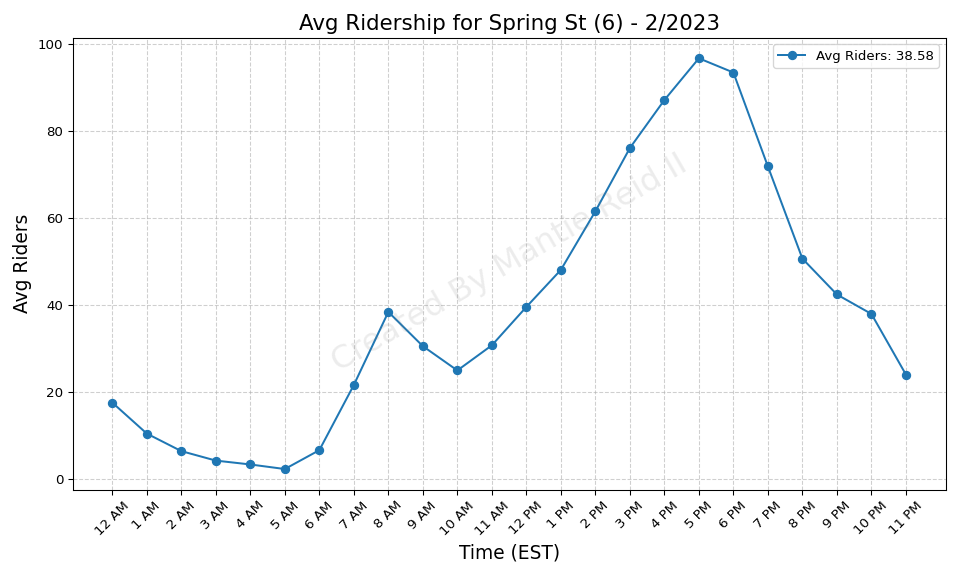 Avg Ridership for Spring St (6) - 2/2023
Avg Riders: 38.58
Avg Riders
100
80
60
40
20
0
Created By Mantle Reid II
12 AM
1 AM
2 AM
3 AM
4 AM
5 AM
6 AM
7 AM
8 AM
9 AM
10 AM
11 AM
12 PM
1 PM
2 PM
3 PM
4 PM
5 PM
6 PM
7 PM
8 PM
9 PM
10 PM
11 PM
Time (EST)